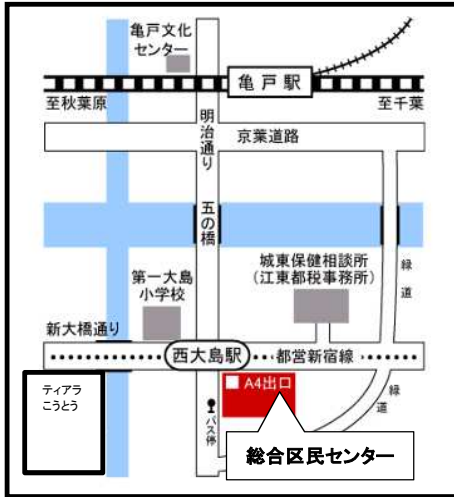 亀戸文化
センター
亀戸駅
至秋葉原
至千葉
明治通り
京葉道路
五の橋
城東保健相談所
(江東都税事務所)
緑道
第一大島
小学校
新大橋通り
西大島駅
都営新宿線
ティアラ
こうとう
A4出口
バス停
緑道
総合区民センター